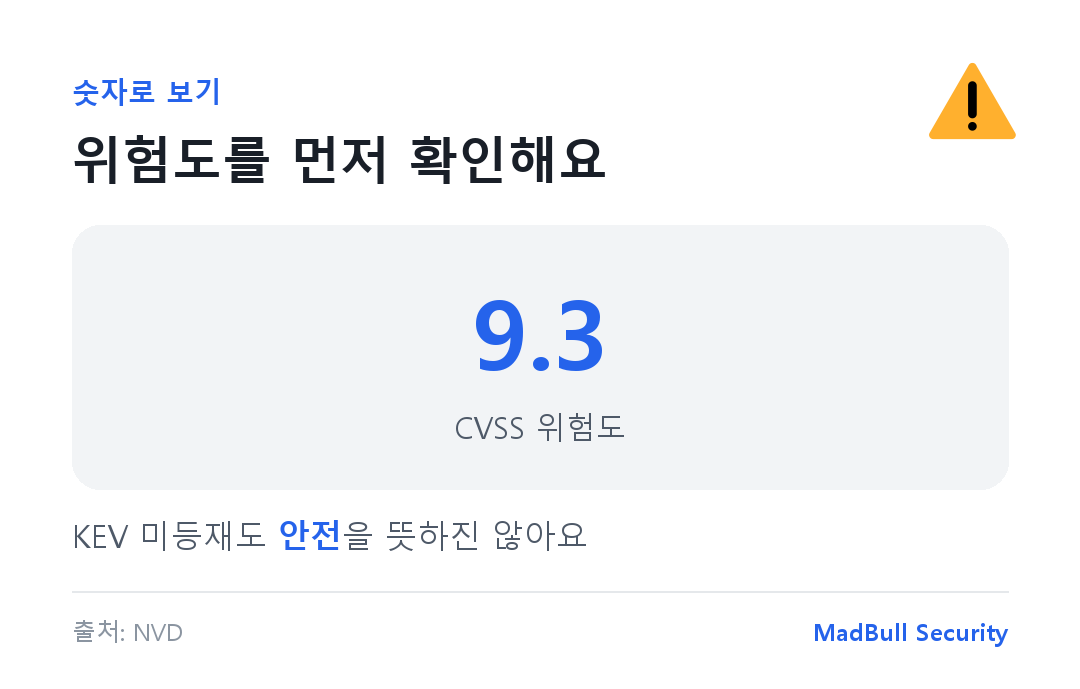 숫자로 보기
위험도를 먼저 확인해요
9.3
CVSS 위험도
KEV 미등재도 안전을 뜻하진 않아요
출처: NVD
MadBull Security